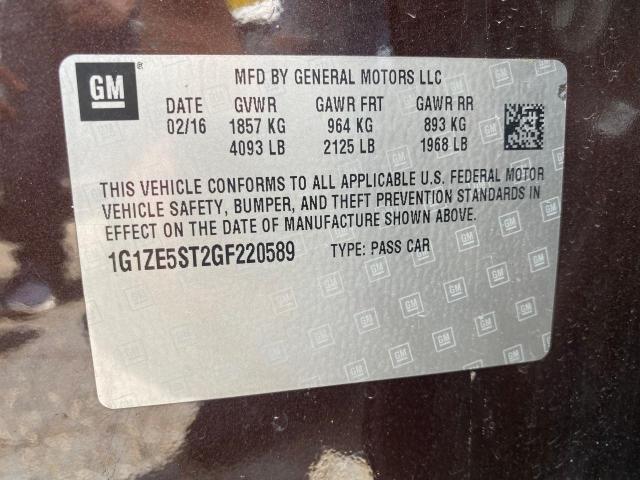 GM ®
MFD BY GENERAL MOTORS LLC
DATE GVWR GAWR FRT GAWR RR
02/16 1857 KG 964 KG 893 KG
4093 LB 2125 LB 1968 LB
THIS VEHICLE CONFORMS TO ALL APPLICABLE U.S. FEDERAL MOTOR
VEHICLE SAFETY, BUMPER, AND THEFT PREVENTION STANDARDS IN
EFFECT ON THE DATE OF MANUFACTURE SHOWN ABOVE.
1G1ZE5ST2GF220589 TYPE: PASS CAR